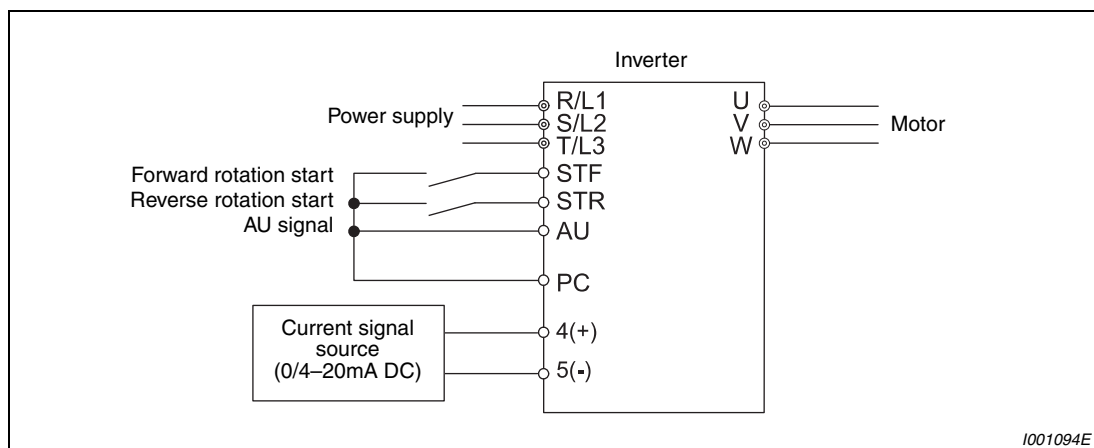 Inverter
Power supply
R/L1
S/L2
T/L3
U
V
W
Motor
Forward rotation start
STF
Reverse rotation start
STR
AU signal
AU
PC
Current signal
source
(0/4–20mA DC)
4(+)
5(-)
I001094E